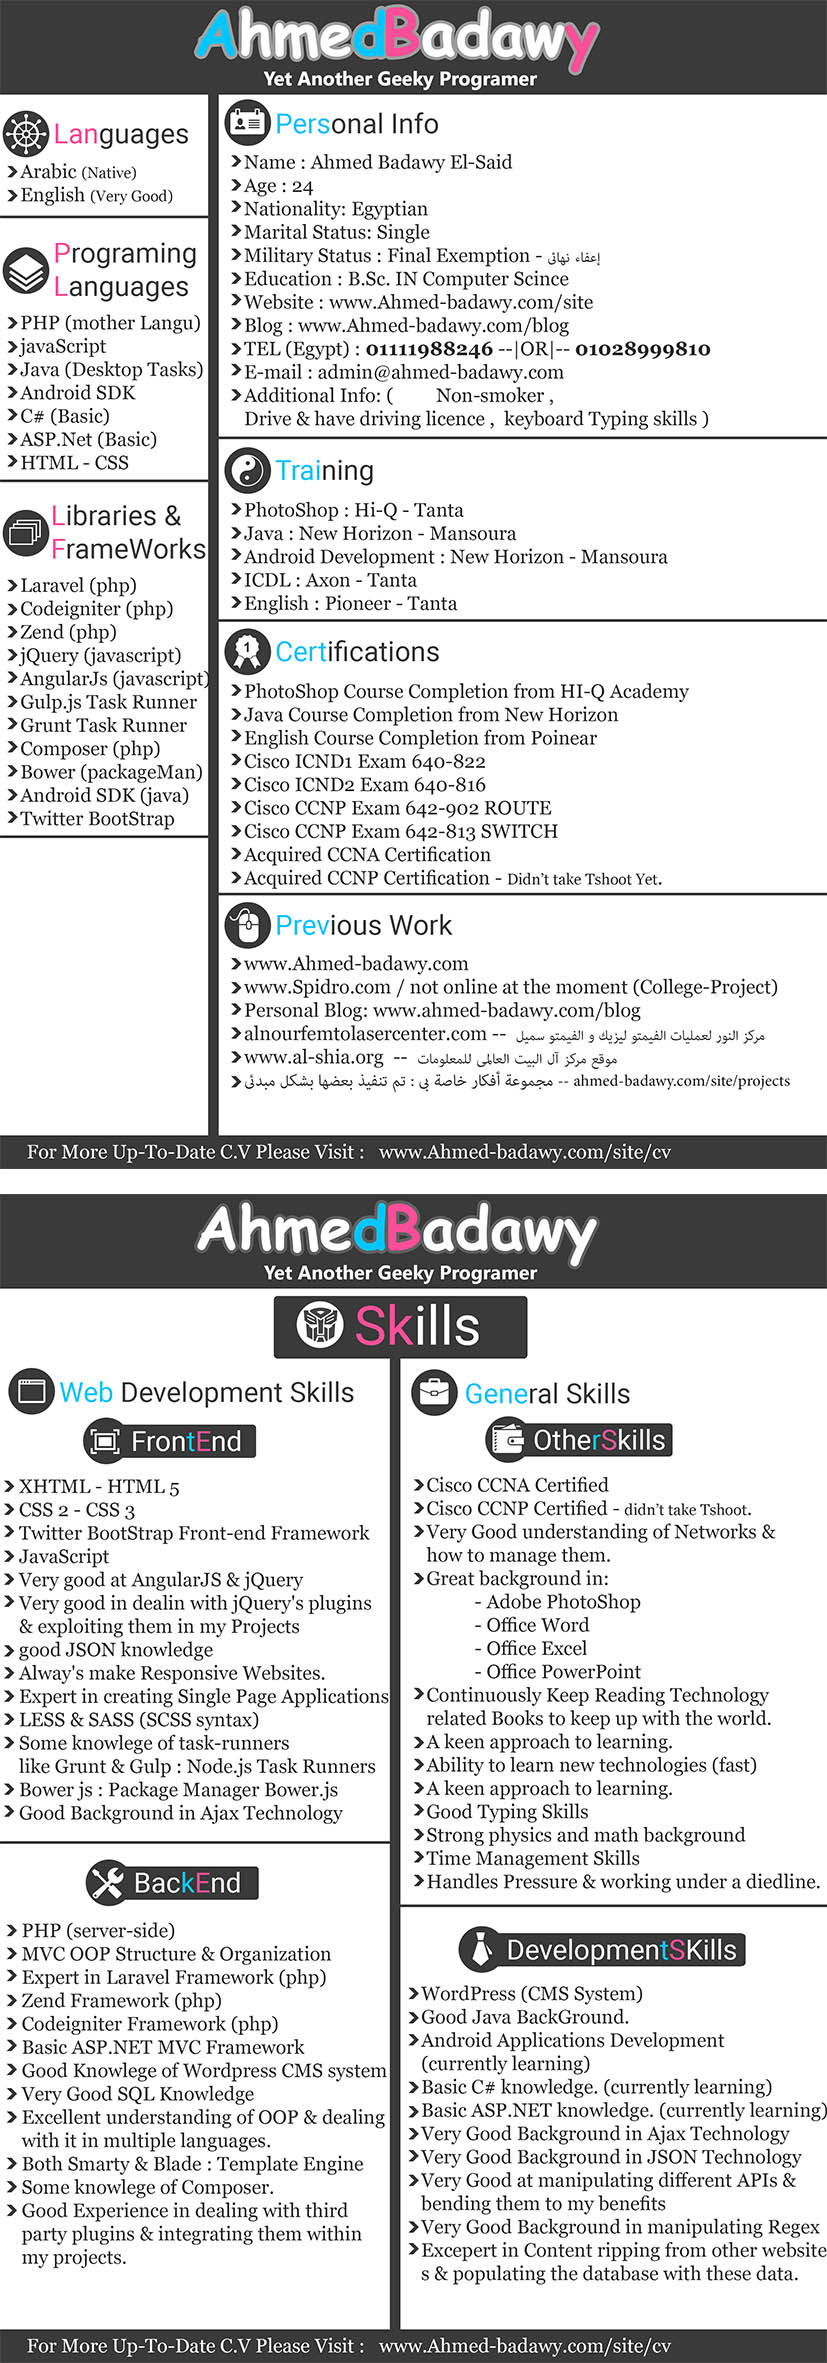 AhmedBadawy
Yet Another Geeky Programer
Languages
Arabic (Native)
English (Very Good)
Programing
Languages
PHP (mother Langu)
javaScript
Java (Desktop Tasks)
Android SDK
C# (Basic)
ASP.Net (Basic)
HTML - CSS
Libraries &
FrameWorks
Laravel (php)
Codeigniter (php)
Zend (php)
jQuery (javascript)
AngularJs (javascript)
Gulp.js Task Runner
Grunt Task Runner
Composer (php)
Bower (packageMan)
Android SDK (java)
Twitter BootStrap
Personal Info
Name : Ahmed Badawy El-Said
Age : 24
Nationality: Egyptian
Marital Status: Single
Military Status : Final Exemption - إعفاء نهائى
Education : B.Sc. IN Computer Scince
Website : www.Ahmed-badawy.com/site
Blog : www.Ahmed-badawy.com/blog
TEL (Egypt) : 01111988246 --|OR|-- 01028999810
E-mail : admin@ahmed-badawy.com
Additional Info: ( Non-smoker ,
Drive & have driving licence , keyboard Typing skills )
Training
PhotoShop : Hi-Q - Tanta
Java : New Horizon - Mansoura
Android Development : New Horizon - Mansoura
ICDL : Axon - Tanta
English : Pioneer - Tanta
Certifications
PhotoShop Course Completion from HI-Q Academy
Java Course Completion from New Horizon
English Course Completion from Poinear
Cisco ICND1 Exam 640-822
Cisco ICND2 Exam 640-816
Cisco CCNP Exam 642-902 ROUTE
Cisco CCNP Exam 642-813 SWITCH
Acquired CCNA Certification
Acquired CCNP Certification - Didn't take Tshoot Yet.
Previous Work
www.Ahmed-badawy.com
www.Spidro.com / not online at the moment (College-Project)
Personal Blog: www.ahmed-badawy.com/blog
alnourfemtolasercenter.com -- مركز النور لعمليات الفيمتو ليزيك و الفيمتو سميل
www.al-shia.org -- موقع مركز آل البيت العالمى للمعلومات
مجموعة أفكار خاصة بى : تم تنفيذ بعضها بشكل مبدئى -- ahmed-badawy.com/site/projects
For More Up-To-Date C.V Please Visit : www.Ahmed-badawy.com/site/cv
AhmedBadawy
Yet Another Geeky Programer
Skills
Web Development Skills
FrontEnd
XHTML - HTML 5
CSS 2 - CSS 3
Twitter BootStrap Front-end Framework
JavaScript
Very good at AngularJS & jQuery
Very good in dealin with jQuery's plugins
& exploiting them in my Projects
good JSON knowledge
Alway's make Responsive Websites.
Expert in creating Single Page Applications
LESS & SASS (SCSS syntax)
Some knowlege of task-runners
like Grunt & Gulp : Node.js Task Runners
Bower js : Package Manager Bower.js
Good Background in Ajax Technology
BackEnd
PHP (server-side)
MVC OOP Structure & Organization
Expert in Laravel Framework (php)
Zend Framework (php)
Codeigniter Framework (php)
Basic ASP.NET MVC Framework
Good Knowlege of Wordpress CMS system
Very Good SQL Knowledge
Excellent understanding of OOP & dealing
with it in multiple languages.
Both Smarty & Blade : Template Engine
Some knowlege of Composer.
Good Experience in dealing with third
party plugins & integrating them within
my projects.
General Skills
OtherSkills
Cisco CCNA Certified
Cisco CCNP Certified - didn't take Tshoot.
Very Good understanding of Networks &
how to manage them.
Great background in:
- Adobe PhotoShop
- Office Word
- Office Excel
- Office PowerPoint
Continuously Keep Reading Technology
related Books to keep up with the world.
A keen approach to learning.
Ability to learn new technologies (fast)
A keen approach to learning.
Good Typing Skills
Strong physics and math background
Time Management Skills
Handles Pressure & working under a diedline.
DevelopmentSKills
WordPress (CMS System)
Good Java BackGround.
Android Applications Development
(currently learning)
Basic C# knowledge. (currently learning)
Basic ASP.NET knowledge. (currently learning)
Very Good Background in Ajax Technology
Very Good Background in JSON Technology
Very Good at manipulating different APIs &
bending them to my benefits
Very Good Background in manipulating Regex
Excepert in Content ripping from other website
s & populating the database with these data.
For More Up-To-Date C.V Please Visit : www.Ahmed-badawy.com/site/cv